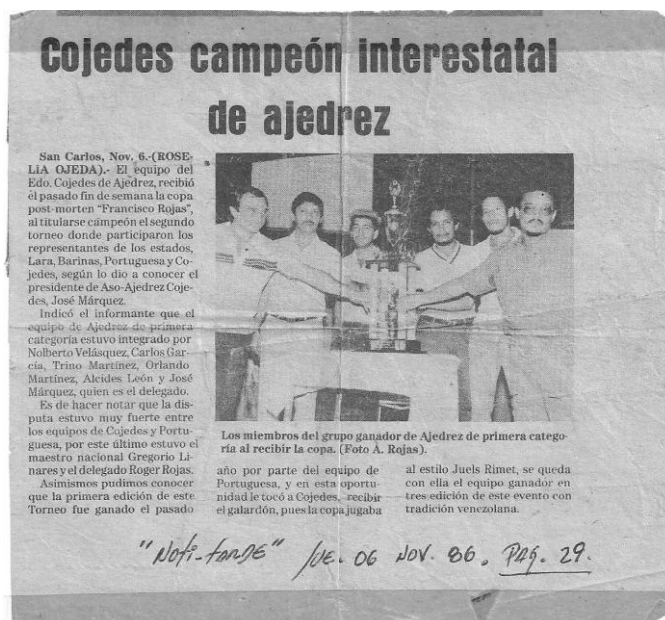 Cojedes campeón interestatal
de ajedrez
San Carlos, Nov. 6.-(ROSE-
LiA OJEDA).- El equipo del
Edo. Cojedes de Ajedrez, recibió
él pasado fin de semana la copa
post-morten "Francisco Rojas",
al titularse campeón el segundo
torneo donde participaron los
representantes de los estados,
Lara, Barinas, Portuguesa y Co-
jedes, según lo dio a conocer el
presidente de Aso-Ajedrez Coje-
des, José Márquez.
Indicó el informante que el
equipo de Ajedrez de primera
categoría estuvo integrado por
Nolberto Velásquez, Carlos Gar-
cía, Trino Martínez, Orlando
Martínez, Alcides León y José
Márquez, quien es el delegado.
Es de hacer notar que la dis-
puta estuvo muy fuerte entre
los equipos de Cojedes y Portu-
guesa, por este último estuvo el
maestro nacional Gregorio Li-
nares y el delegado Roger Rojas.
Asimismos pudimos conocer
que la primera edición de este
Torneo fue ganado el pasado
Los miembros del grupo ganador de Ajedrez de primera catego-
ría al recibir la copa. (Foto A. Rojas).
año por parte del equipo de
Portuguesa, y en esta oportu-
nidad le tocó a Cojedes, recibir
el galardón, pues la copa jugaba
al estilo Juels Rimet, se queda
con ella el equipo ganador en
tres edición de este evento con
tradición venezolana.
"Noti-tarde" /UE. 06 NOV. 86. PAG. 29.